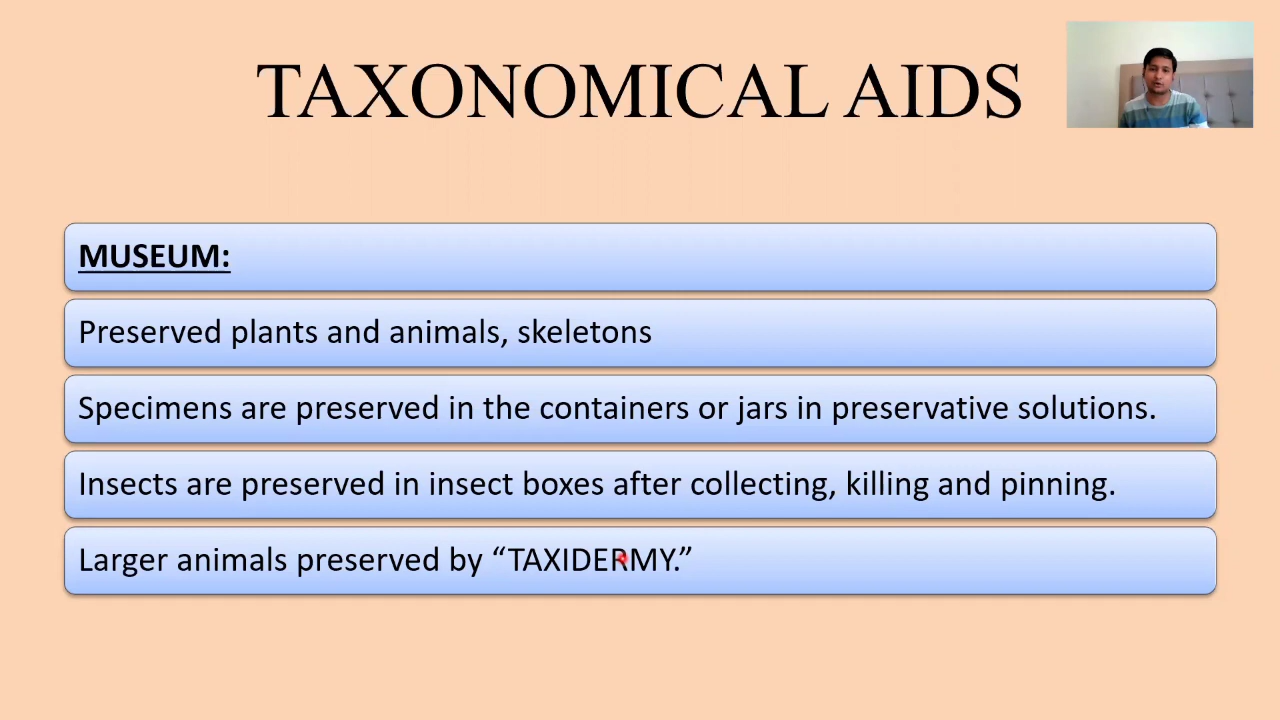 TAXONOMICAL AIDS
MUSEUM:
Preserved plants and animals, skeletons
Specimens are preserved in the containers or jars in preservative solutions.
Insects are preserved in insect boxes after collecting, killing and pinning.
Larger animals preserved by “TAXIDERMY.”